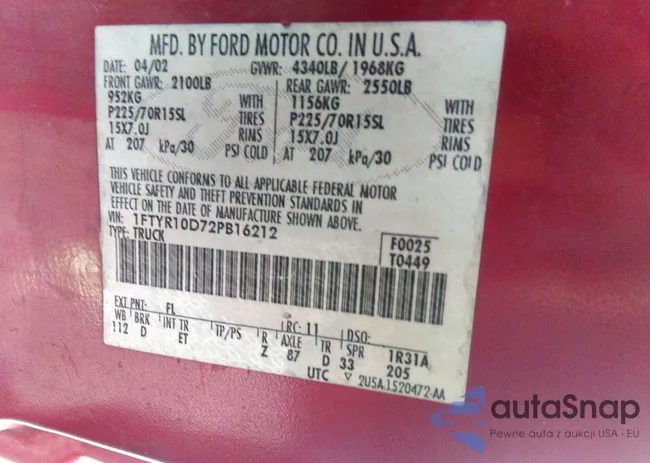 MFD. BY FORD MOTOR CO. IN U.S.A.
DATE: 04/02 GVWR: 4340LB/ 1968KG
FRONT GAWR: 2100LB REAR GAWR: 2550LB
952KG WITH 1156KG WITH
P225/70R15SL TIRES P225/70R15SL TIRES
15X7.0J RIMS 15X7.0J RIMS
AT 207 kPa/30 PSI COLD AT 207 kPa/30 PSI COLD
THIS VEHICLE CONFORMS TO ALL APPLICABLE FEDERAL MOTOR
VEHICLE SAFETY AND THEFT PREVENTION STANDARDS IN
EFFECT ON THE DATE OF MANUFACTURE SHOWN ABOVE.
VIN: 1FTYR10D72PB16212
TYPE: TRUCK
F0025
T0449
EXT PNT: FL RC: 11 DSO:
WB BRK INT TR TP/PS R AXLE TR SPR 1R31A
112 D ET Z 87 D 33 205
UTC ▽ 2USA.1520472-AA
autaSnap
Pewne auta z aukcji USA i EU